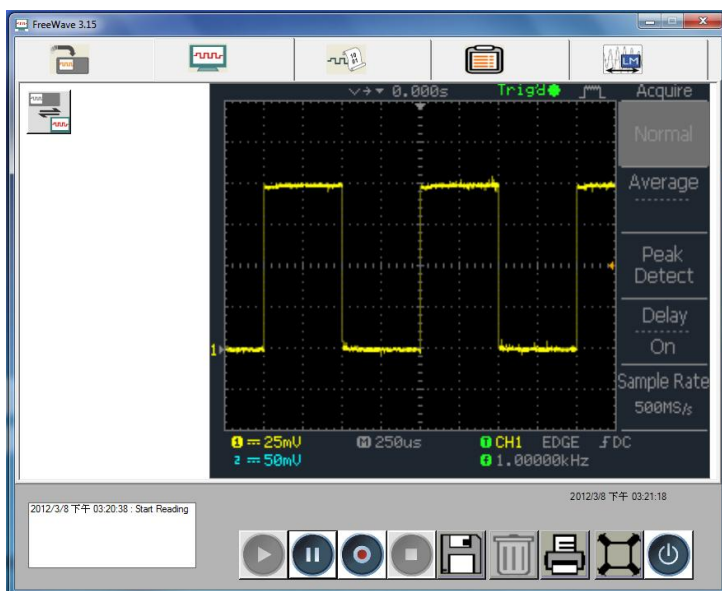 FreeWave 3.15
0.000s Trig'd Acquire
Normal
Average
Peak
Detect
Delay
On
Sample Rate
500MS/s
1
1 25mV M 250us T CH1 EDGE DC
2 50mV f 1.00000kHz
LM
2012/3/8 下午 03:21:18
2012/3/8 下午 03:20:38 : Start Reading